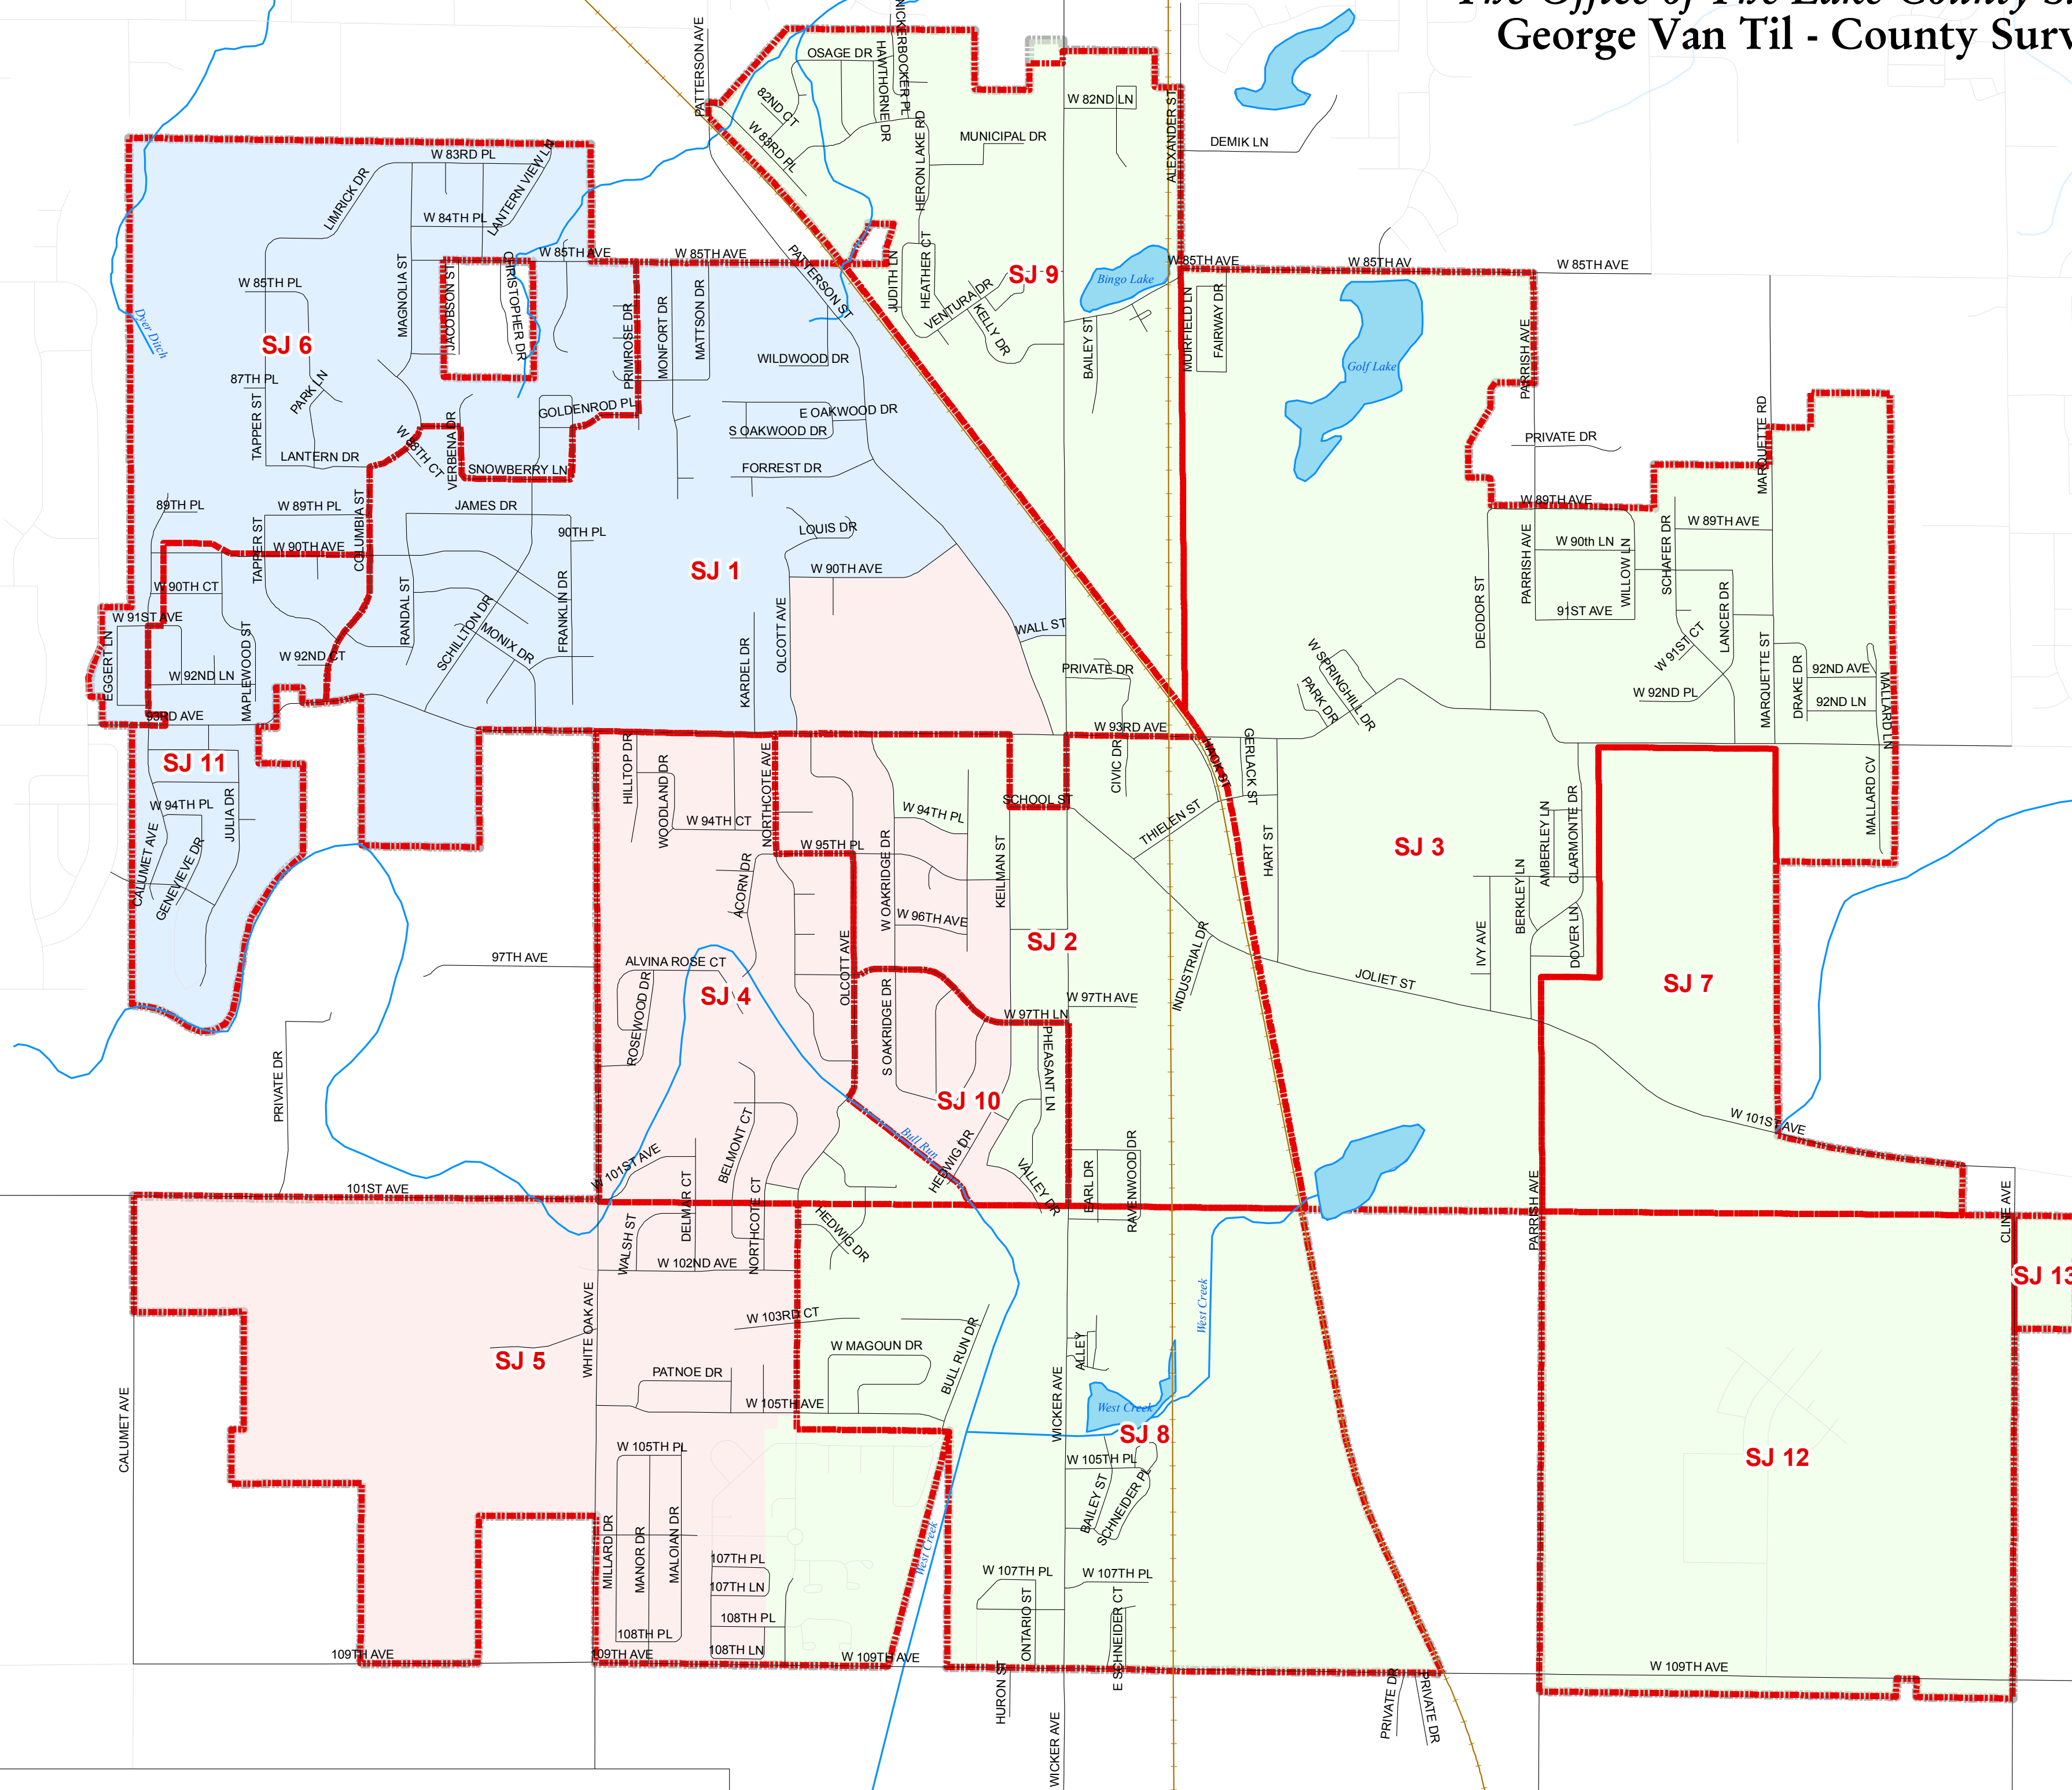 George Van Til - County Surv
PATTERSON AVE
OSAGE DR
HAWTHORNE DR
82ND CT
W 83RD PL
HERON LAKE RD
MUNICIPAL DR
W 82ND LN
ALEXANDER ST
DEMIK LN
W 83RD PL
LIMRICK DR
LANTERN VIEW LN
W 84TH PL
MAGNOLIA ST
JACOBSON ST
CHRISTOPHER DR
W 85TH AVE
W 85TH AVE
PATTERSON ST
JUDITH LN
HEATHER CT
VENTURA DR
KELLY DR
SJ 9
Bingo Lake
W 85TH AVE
W 85TH AV
W 85TH AVE
W 85TH PL
Dyer Ditch
SJ 6
PRIMROSE DR
MONFORT DR
MATTSON DR
WILDWOOD DR
BAILEY ST
MUIRFIELD LN
FAIRWAY DR
Golf Lake
PARRISH AVE
87TH PL
PARK LN
TAPPER ST
GOLDENROD PL
E OAKWOOD DR
S OAKWOOD DR
W 88TH CT
VERBENA DR
LANTERN DR
SNOWBERRY LN
FORREST DR
PRIVATE DR
MARQUETTE RD
89TH PL
W 89TH PL
COLUMBIA ST
JAMES DR
90TH PL
LOUIS DR
W 89TH AVE
W 89TH AVE
SCHAFER DR
TAPPER ST
W 90TH AVE
SJ 1
W 90TH AVE
W 90th LN
WILLOW LN
PARRISH AVE
DEODOR ST
W 90TH CT
W 91ST AVE
EGGERT LN
W 92ND LN
MAPLEWOOD ST
W 92ND CT
RANDAL ST
SCHILLTON DR
MONIX DR
FRANKLIN DR
KARDEL DR
OLCOTT AVE
WALL ST
PRIVATE DR
91ST AVE
LANCER DR
W 91ST CT
W 92ND PL
MARQUETTE ST
DRAKE DR
92ND AVE
92ND LN
MALLARD LN
W SPRINGHILL DR
PARK DR
93RD AVE
W 93RD AVE
SJ 11
HILLTOP DR
WOODLAND DR
NORTHCOTE AVE
CIVIC DR
HACK ST
GERLACK ST
W 94TH PL
JULIA DR
CALUMET AVE
GENEVIEVE DR
W 94TH CT
W 94TH PL
SCHOOL ST
THIELEN ST
HART ST
SJ 3
AMBERLEY LN
CLARMONTE DR
MALLARD CV
ACORN DR
W 95TH PL
W OAKRIDGE DR
W 96TH AVE
KEILMAN ST
BERKLEY LN
DOVER LN
IVY AVE
SJ 2
INDUSTRIAL DR
97TH AVE
ALVINA ROSE CT
SJ 4
ROSEWOOD DR
OLCOTT AVE
S OAKRIDGE DR
W 97TH AVE
W 97TH LN
JOLIET ST
SJ 7
PRIVATE DR
PHEASANT LN
SJ 10
BELMONT CT
Bull Run
HEDWIG DR
VALLEY DR
EARL DR
RAVENWOOD DR
W 101ST AVE
W 101ST AVE
101ST AVE
DELMAR CT
NORTHCOTE CT
WALSH ST
HEDWIG DR
W 102ND AVE
PARRISH AVE
CLINE AVE
SJ 13
West Creek
WHITE OAK AVE
W 103RD CT
SJ 5
W MAGOUN DR
BULL RUN DR
ALLEY
WICKER AVE
PATNOE DR
W 105TH AVE
West Creek
SJ 8
CALUMET AVE
W 105TH PL
W 105TH PL
BAILEY ST
SCHNEIDER PL
SJ 12
MILLARD DR
MANOR DR
MALOIAN DR
West Creek
107TH PL
107TH LN
W 107TH PL
W 107TH PL
108TH PL
108TH PL
108TH LN
ONTARIO ST
E SCHNEIDER CT
109TH AVE
109TH AVE
W 109TH AVE
W 109TH AVE
HURON ST
WICKER AVE
PRIVATE DR
PRIVATE DR